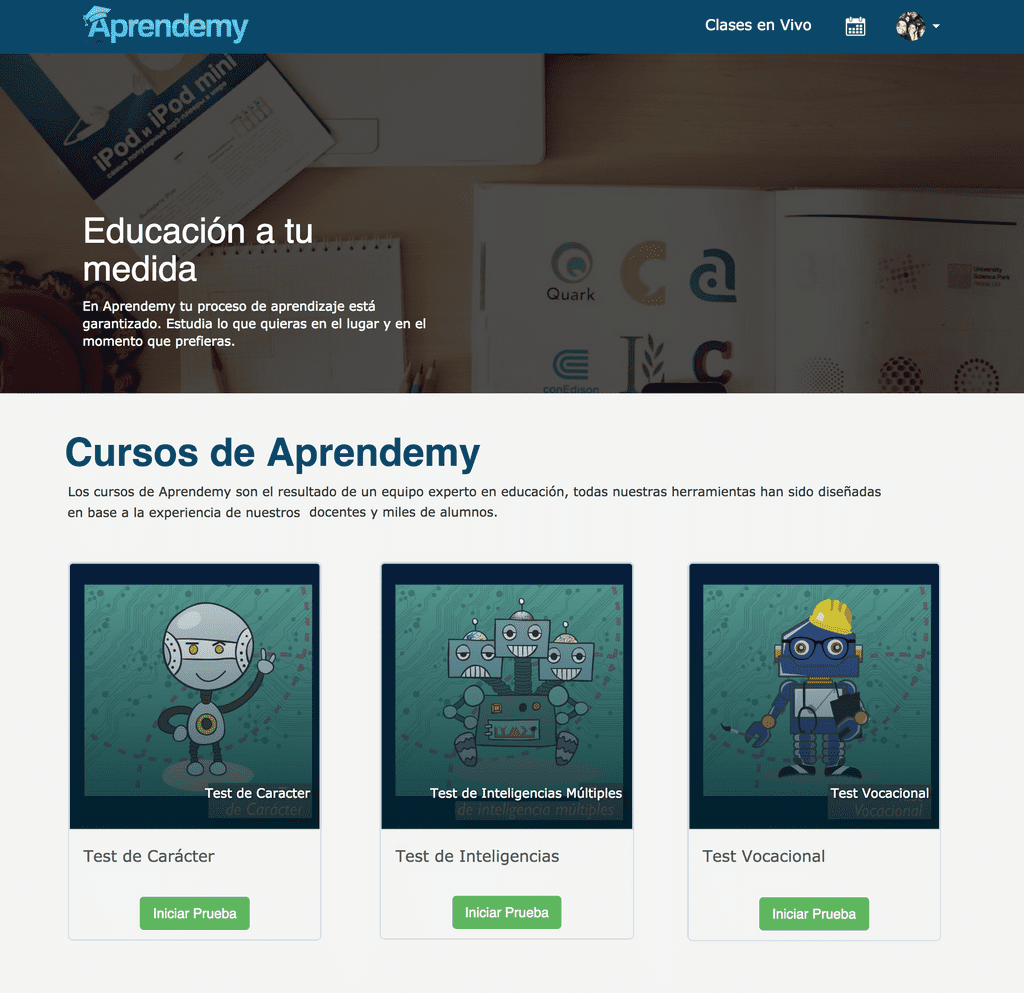 Aprendemy
Clases en Vivo
iPod и iPod mini
Educación a tu
medida
En Aprendemy tu proceso de aprendizaje está
garantizado. Estudia lo que quieras en el lugar y en el
momento que prefieras.
Quark
conEdison
University
Science Park
Cursos de Aprendemy
Los cursos de Aprendemy son el resultado de un equipo experto en educación, todas nuestras herramientas han sido diseñadas
en base a la experiencia de nuestros docentes y miles de alumnos.
Test de Carácter
de Carácter
Test de Carácter
Iniciar Prueba
Test de Inteligencias Múltiples
de inteligencia múltiples
Test de Inteligencias
Iniciar Prueba
Test Vocacional
Vocacional
Test Vocacional
Iniciar Prueba